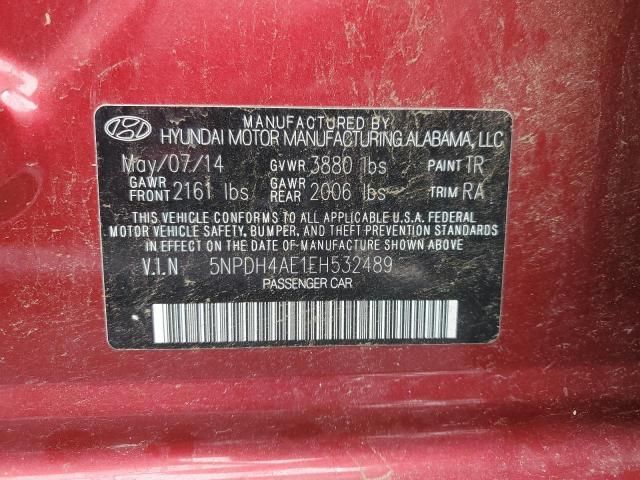 MANUFACTURED BY
HYUNDAI MOTOR MANUFACTURING ALABAMA, LLC
May/07/14 GVWR 3880 lbs PAINT TR
GAWR FRONT 2161 lbs GAWR REAR 2006 lbs TRIM RA
THIS VEHICLE CONFORMS TO ALL APPLICABLE U.S.A. FEDERAL
MOTOR VEHICLE SAFETY, BUMPER, AND THEFT PREVENTION STANDARDS
IN EFFECT ON THE DATE OF MANUFACTURE SHOWN ABOVE
V.I.N 5NPDH4AE1EH532489
PASSENGER CAR